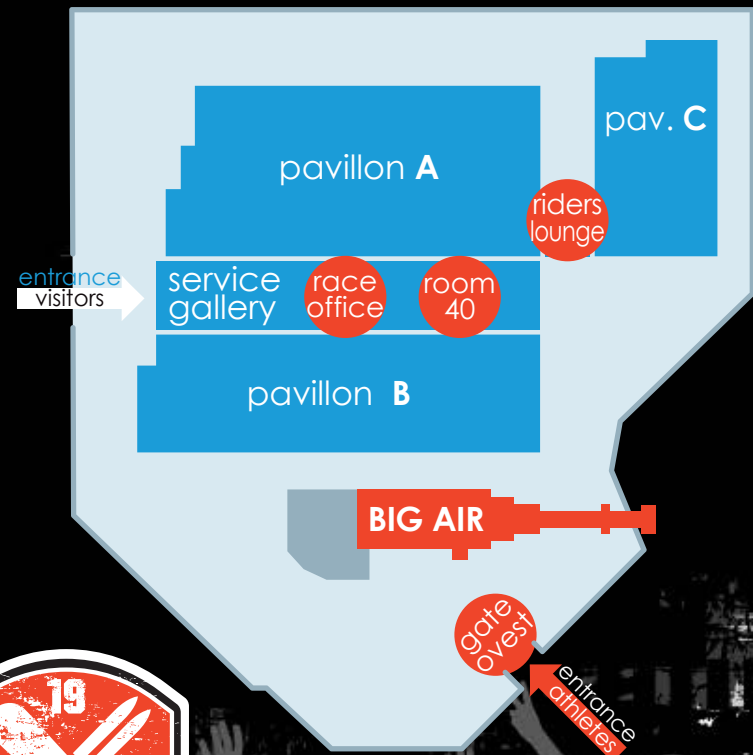 pav. C
pavillon A
riders
lounge
entrance
visitors
service
gallery
race
office
room
40
pavillon B
BIG AIR
gate
ovest
entrance
athletes
19